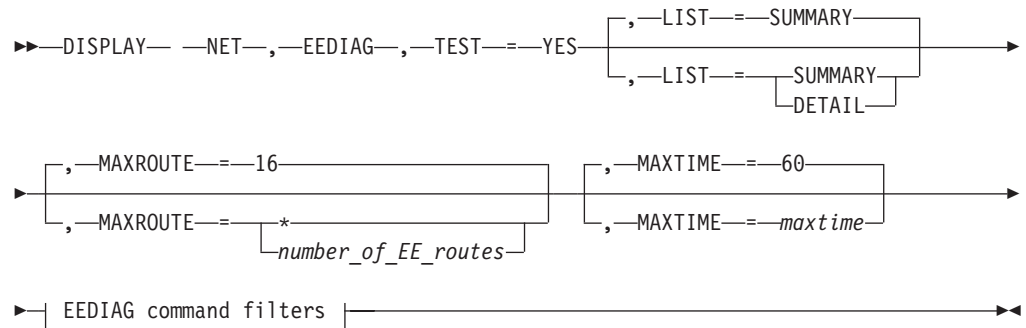 , LIST = SUMMARY
DISPLAY NET , EEDIAG , TEST = YES
, LIST = SUMMARY
DETAIL
, MAXROUTE = 16 , MAXTIME = 60
, MAXROUTE = * , MAXTIME = maxtime
number_of_EE_routes
EEDIAG command filters